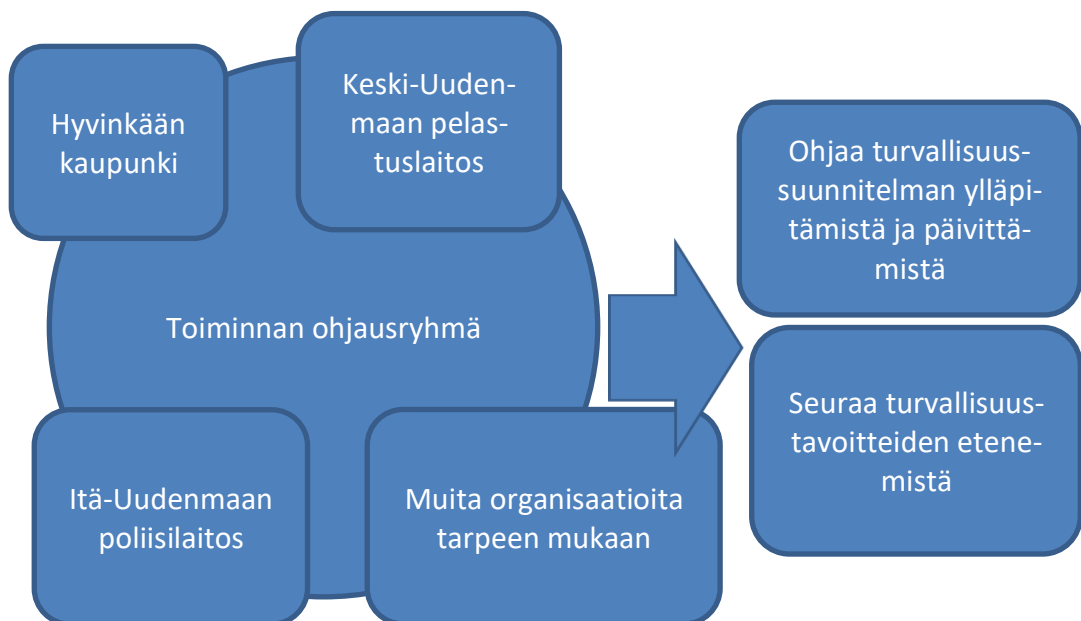 Hyvinkään
kaupunki
Keski-Uuden-
maan pelas-
tuslaitos
Toiminnan ohjausryhmä
Itä-Uudenmaan
poliisilaitos
Muita organisaatioita
tarpeen mukaan
Ohjaa turvallisuus-
suunnitelman ylläpi-
tämistä ja päivittä-
mistä
Seuraa turvallisuus-
tavoitteiden etene-
mistä